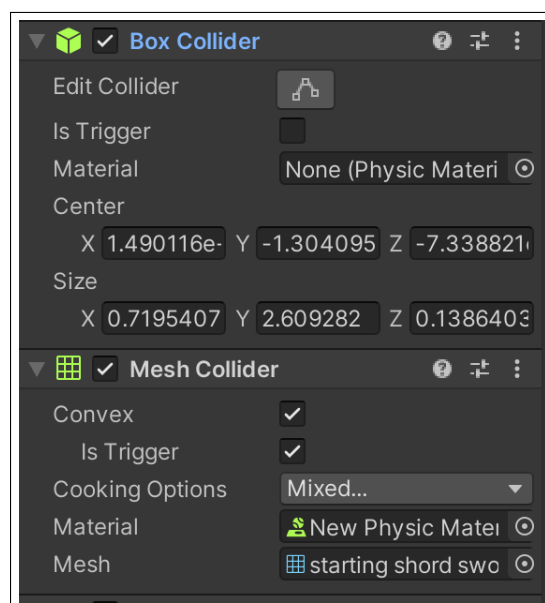 Box Collider
Edit Collider
Is Trigger
Material None (Physic Materi
Center
X 1.490116e- Y -1.304095 Z -7.338821
Size
X 0.7195407 Y 2.609282 Z 0.1386403
Mesh Collider
Convex
Is Trigger
Cooking Options Mixed...
Material New Physic Mater
Mesh starting shord swo